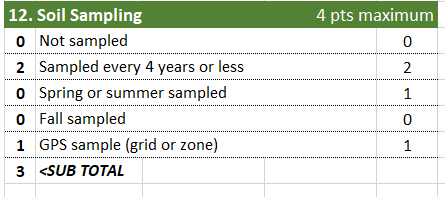 12. Soil Sampling 4 pts maximum
0 Not sampled 0
2 Sampled every 4 years or less 2
0 Spring or summer sampled 1
0 Fall sampled 0
1 GPS sample (grid or zone) 1
3 <SUB TOTAL